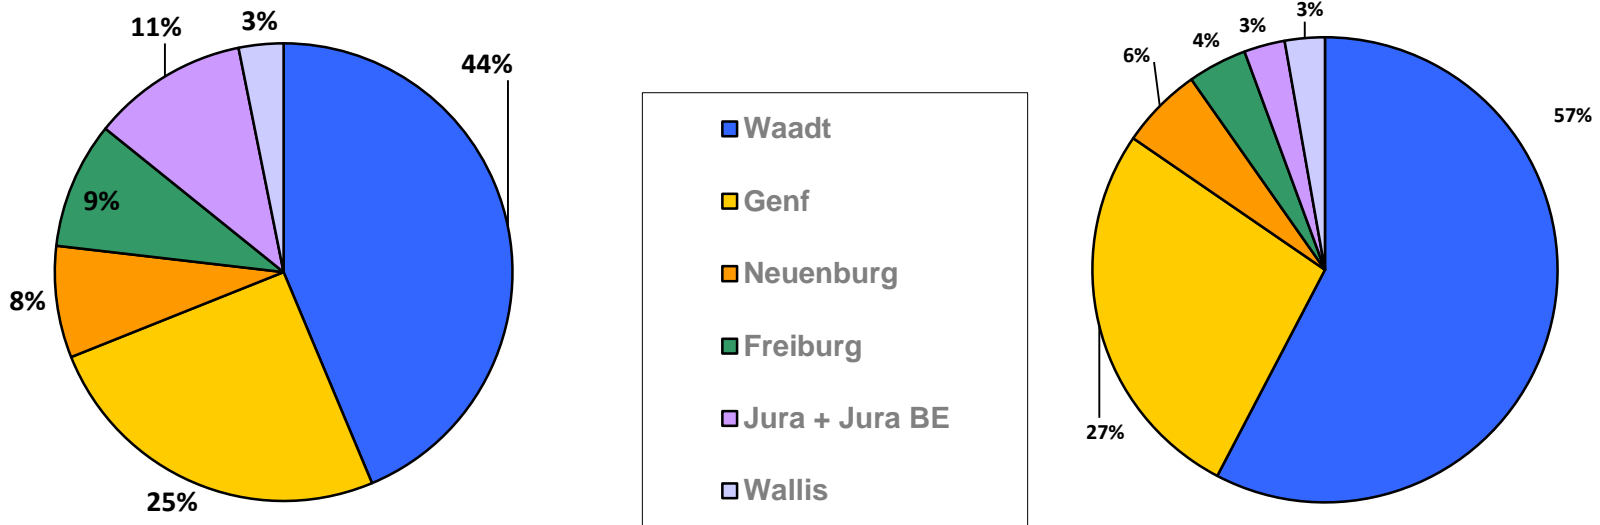 11%
3%
44%
9%
8%
25%
Waadt
Genf
Neuenburg
Freiburg
Jura + Jura BE
Wallis
3%
3%
4%
6%
57%
27%